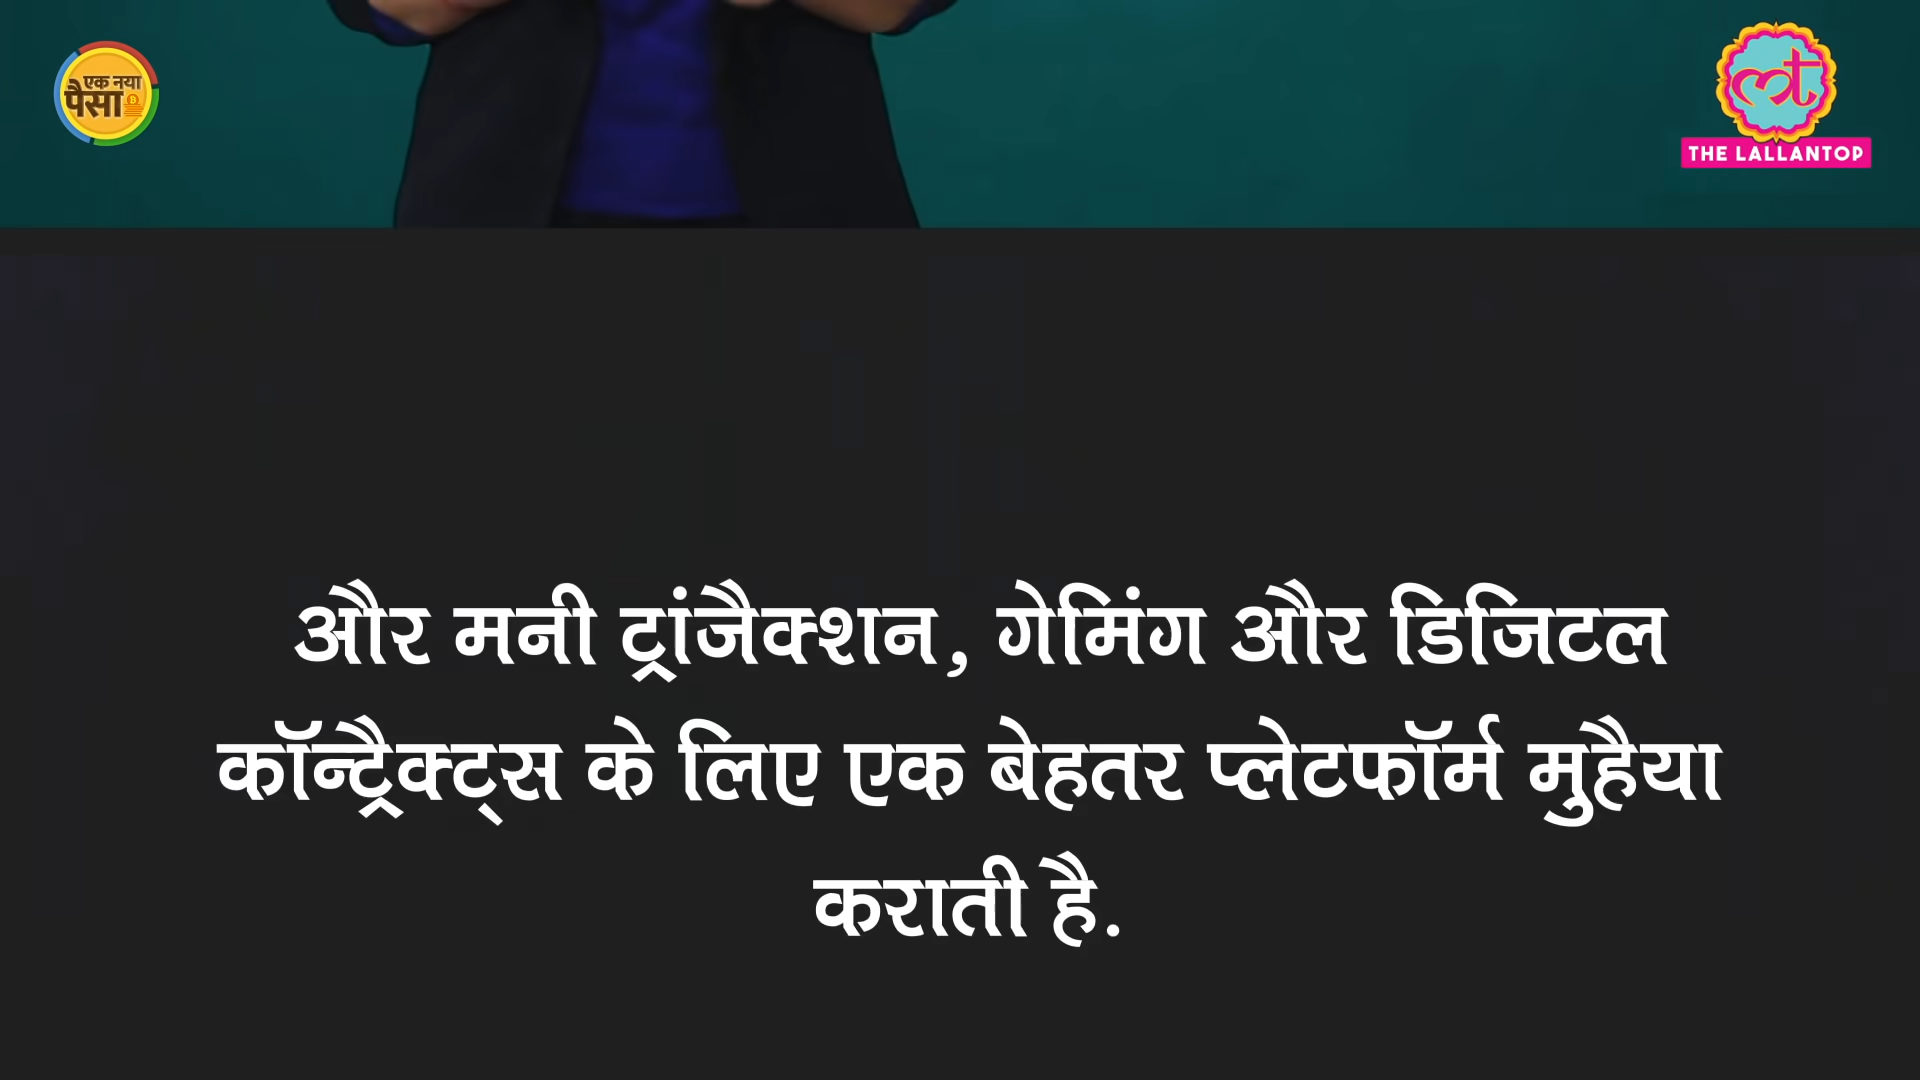 एक नया
पैसा
THE LALLANTOP
और मनी ट्रांजैक्शन, गेमिंग और डिजिटल
कॉन्ट्रैक्ट्स के लिए एक बेहतर प्लेटफॉर्म मुहैया
कराती है.